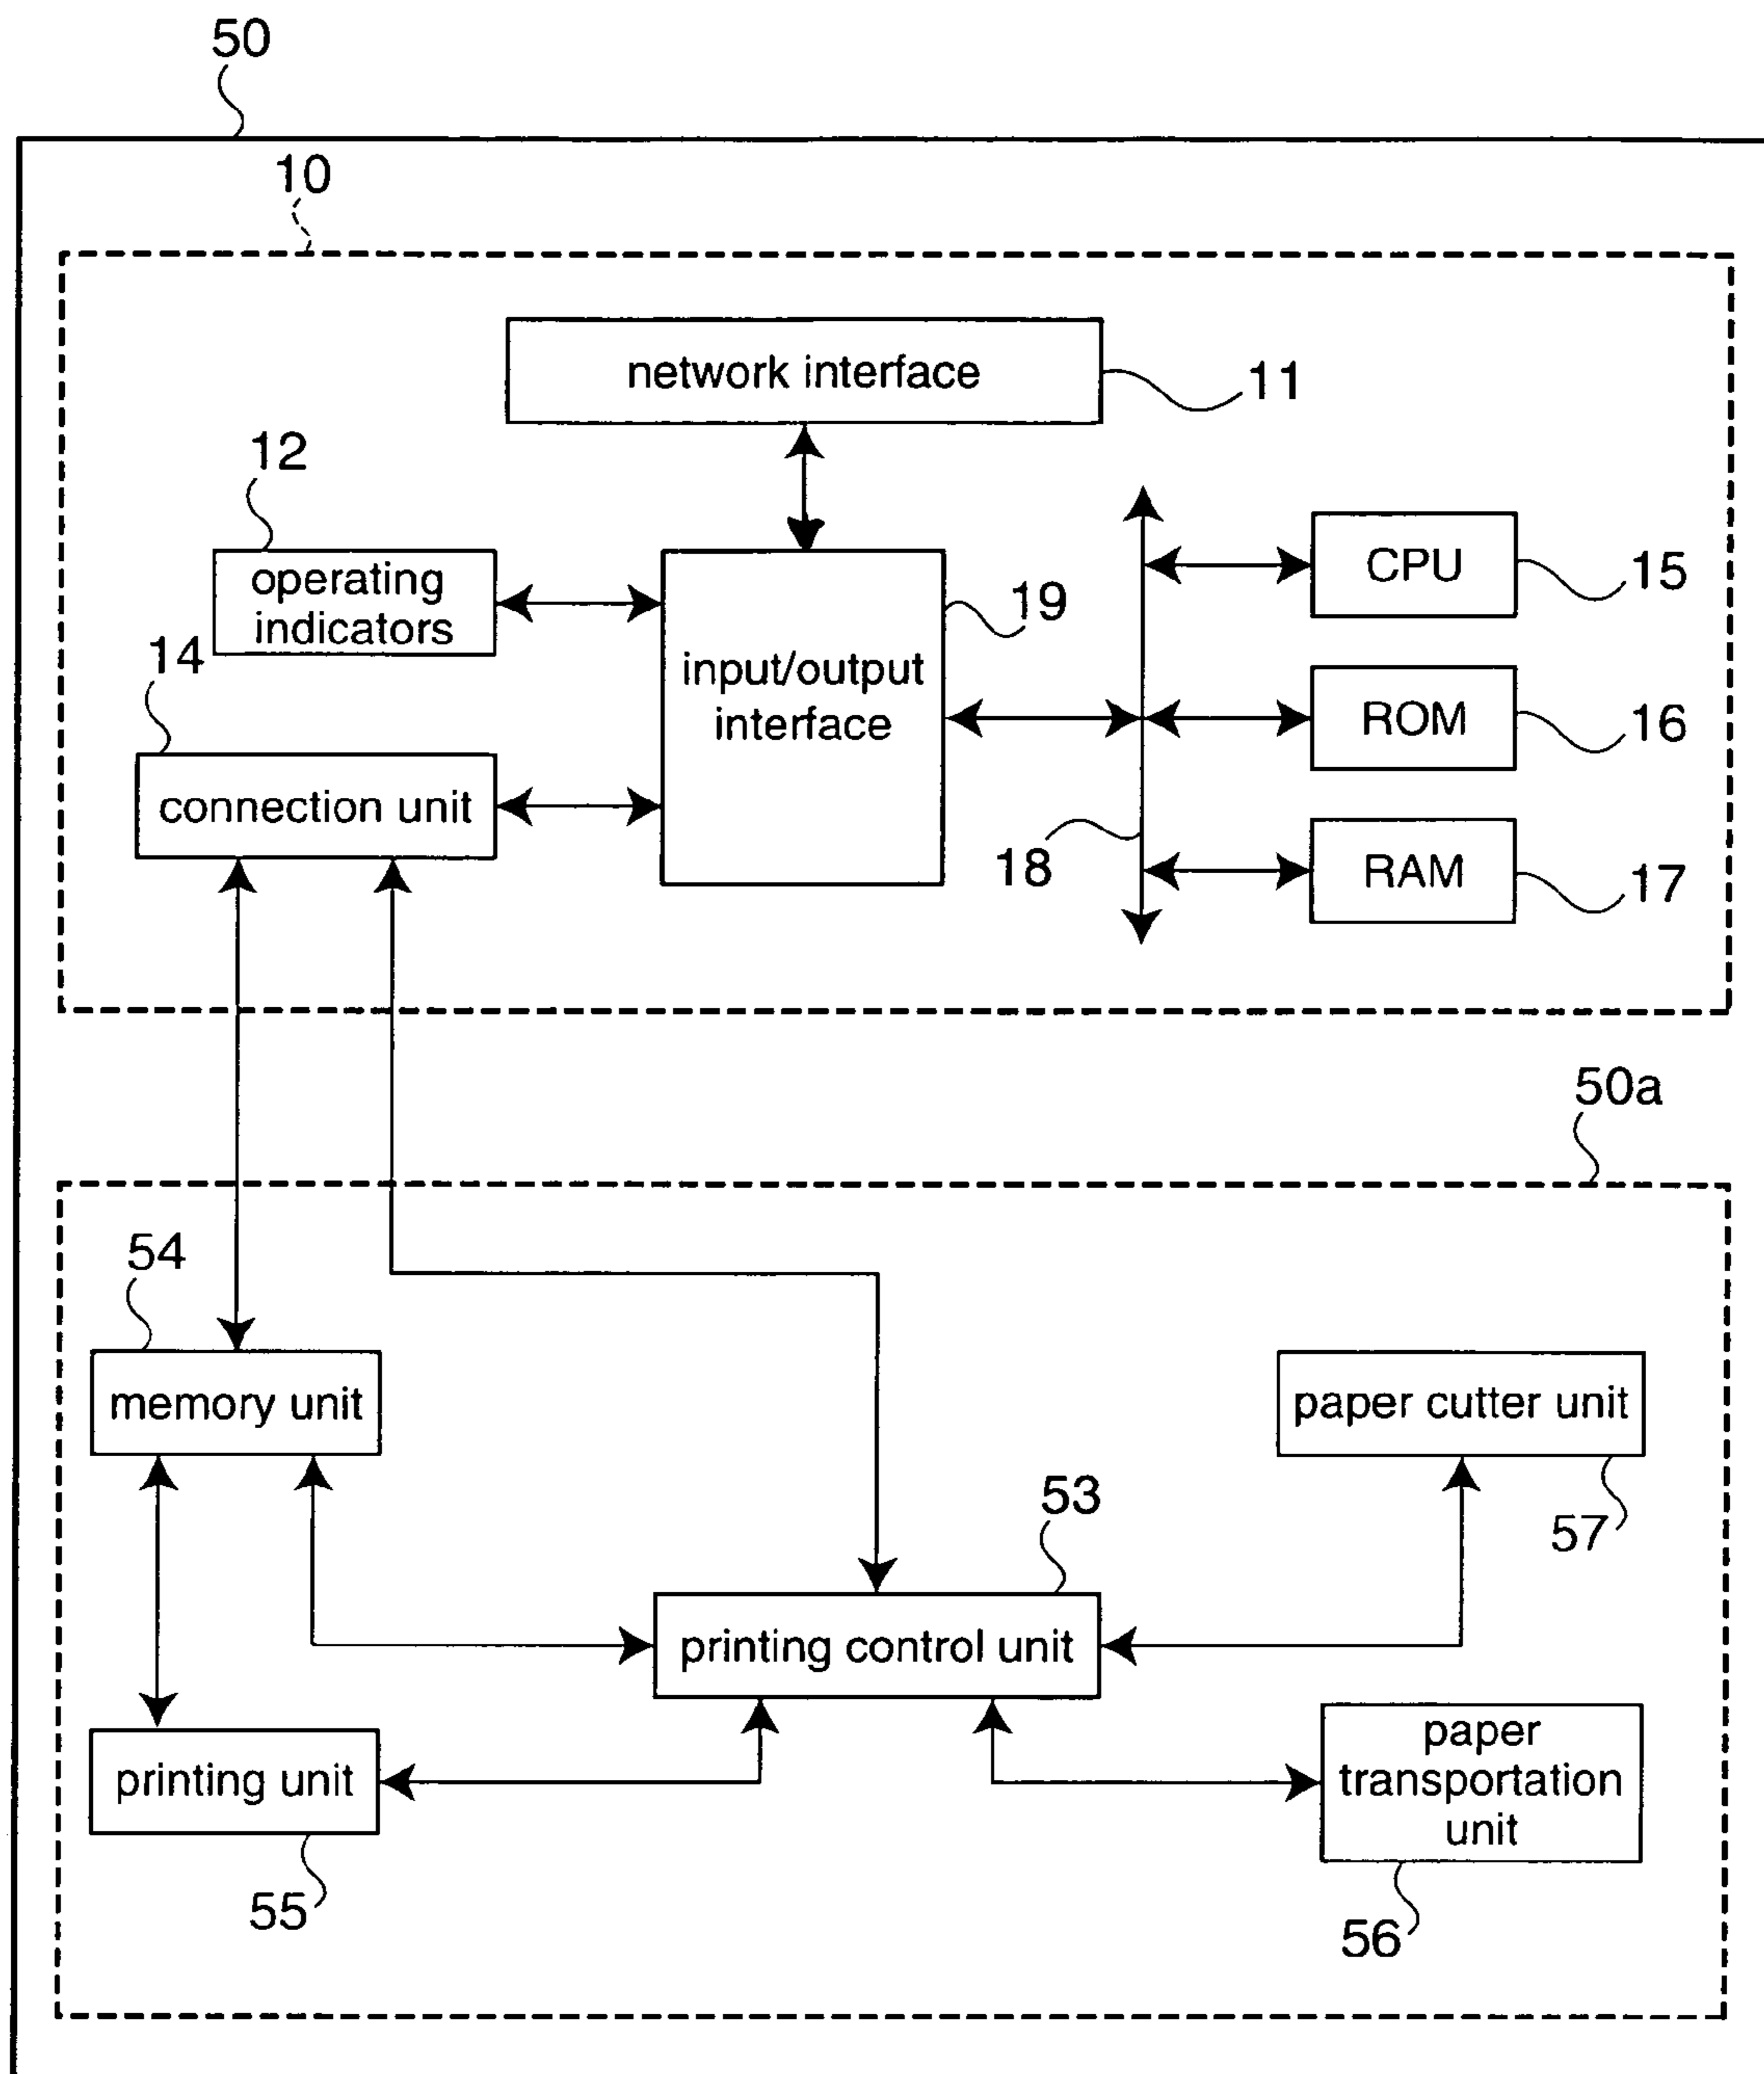 50
10
network interface
11
12
operating
indicators
CPU
15
19
input/output
interface
14
connection unit
ROM
16
18
RAM
17
50a
54
memory unit
paper cutter unit
57
53
printing control unit
printing unit
55
paper
transportation
unit
56